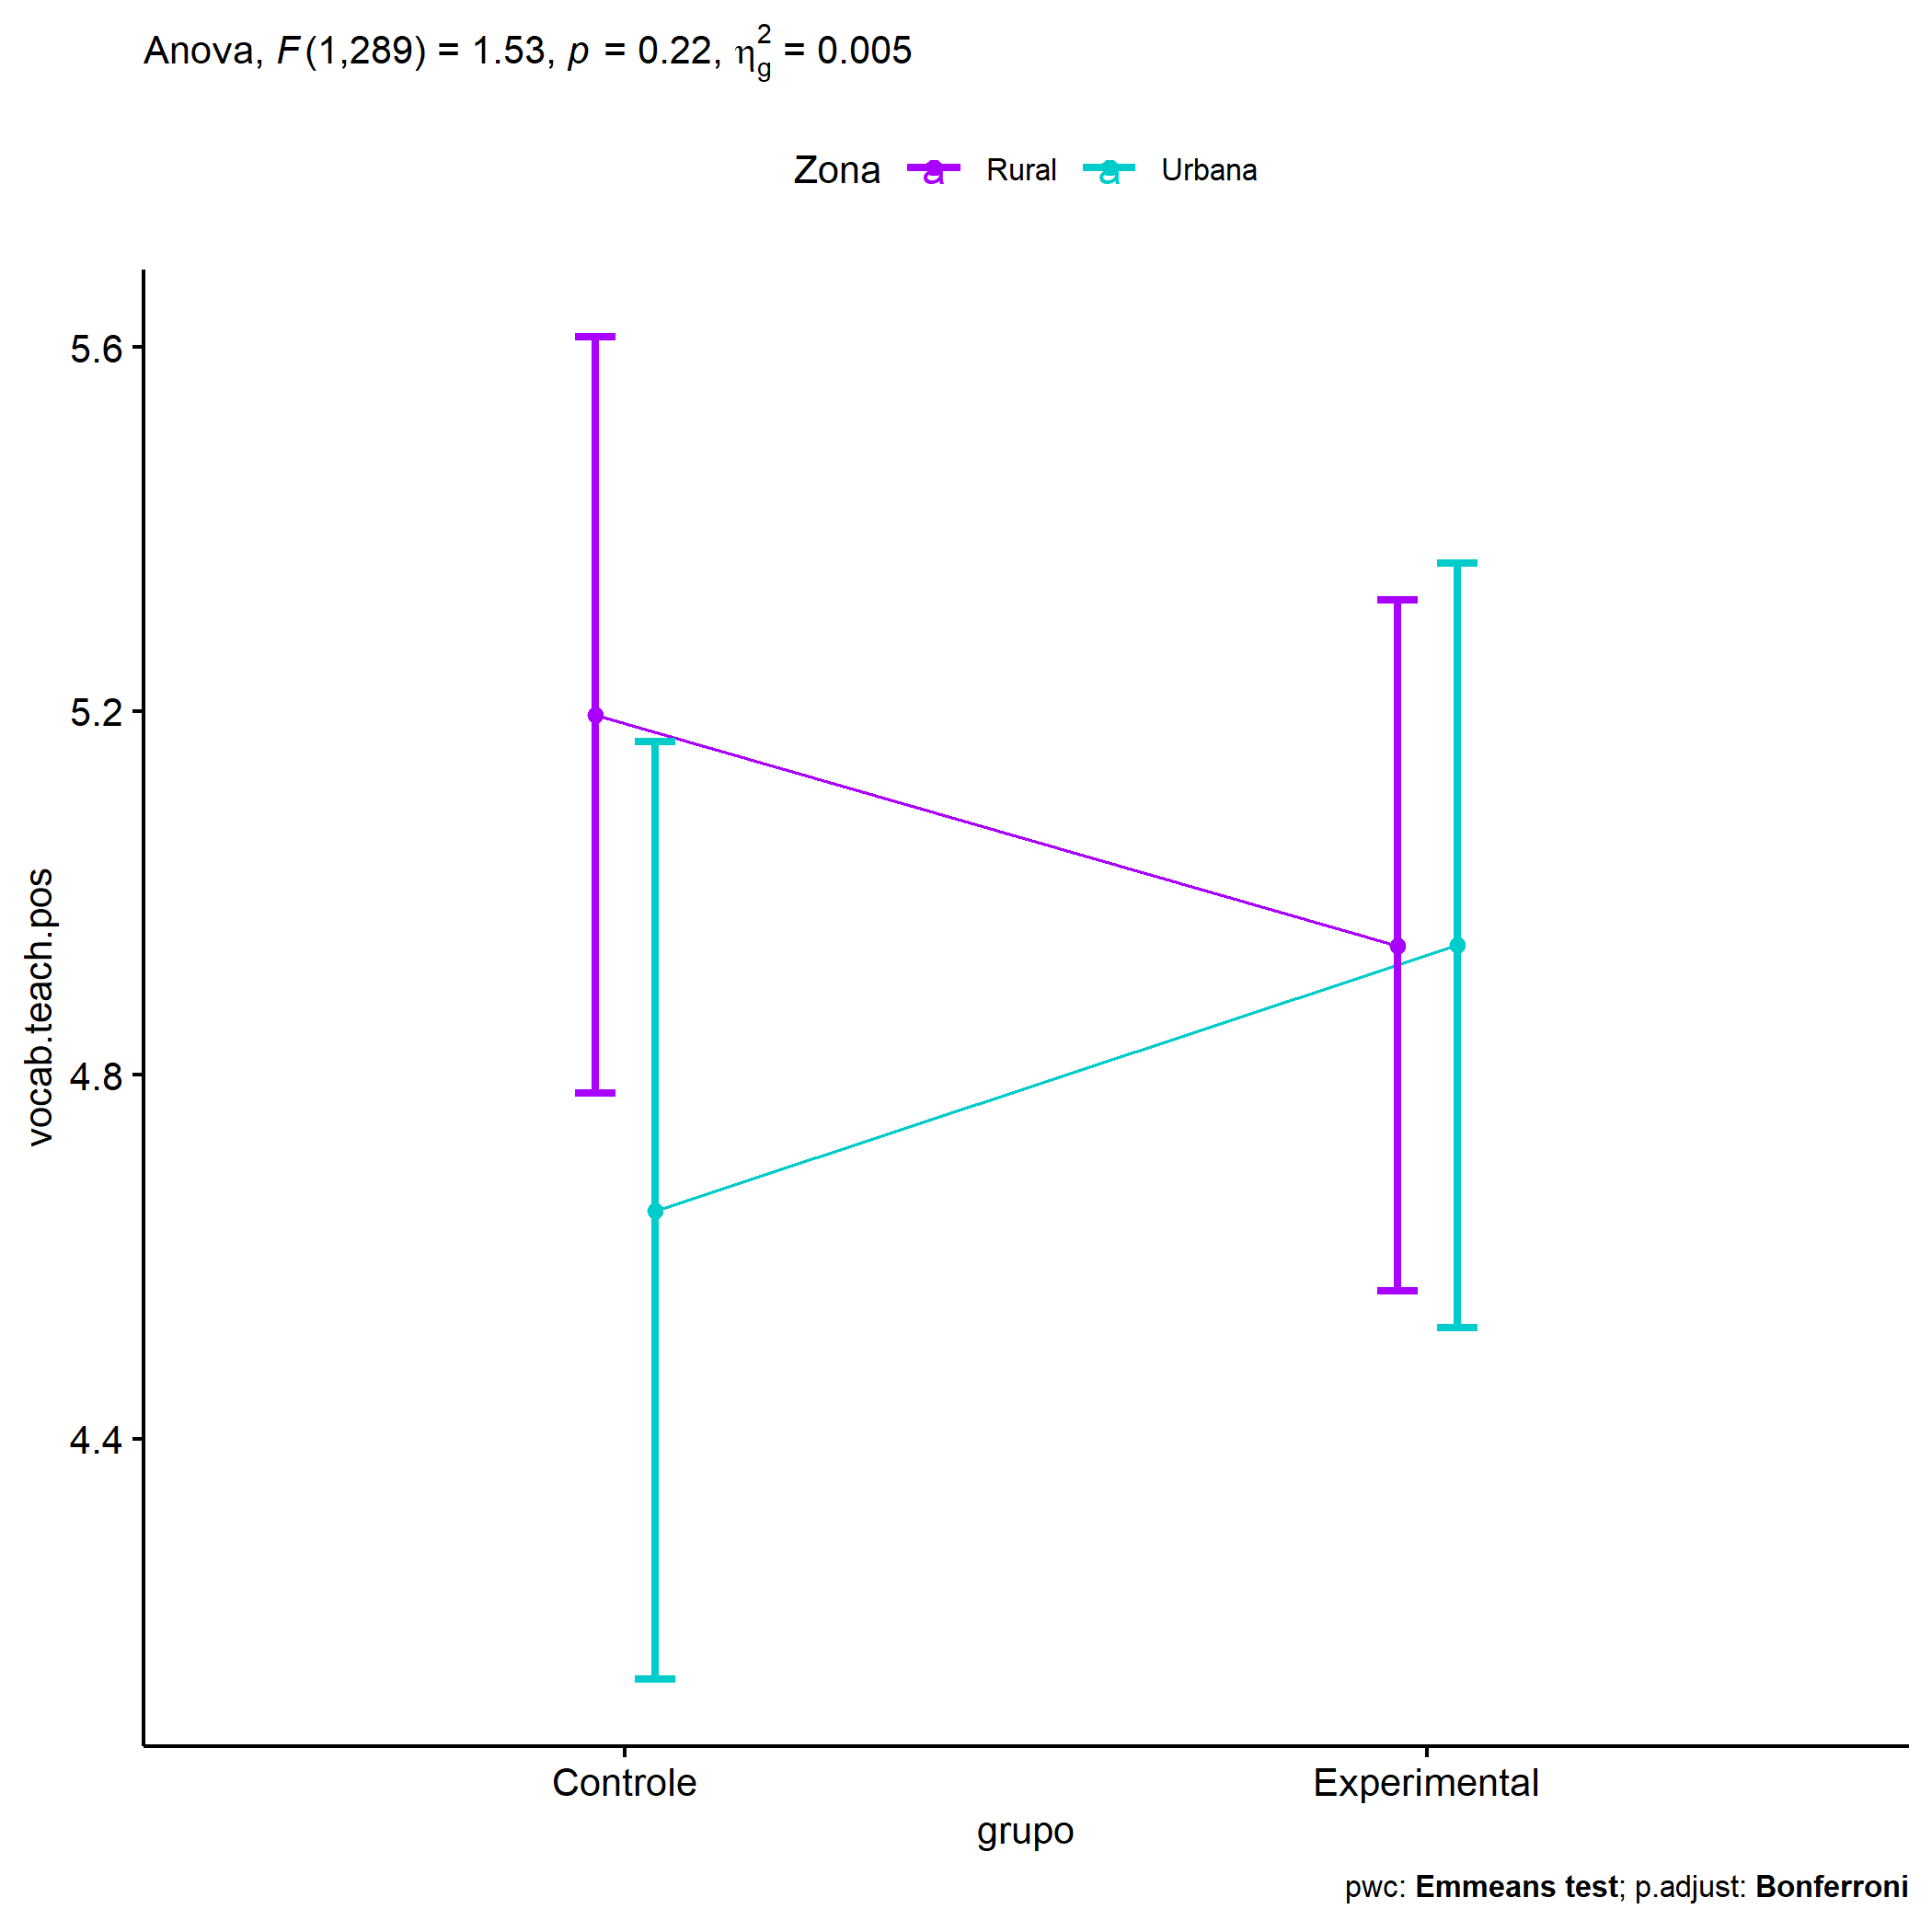 Anova, F(1,289) = 1.53, p = 0.22, η²g = 0.005
Zona a Rural a Urbana
5.6
5.2
4.8
4.4
vocab.teach.pos
Controle Experimental
grupo
pwc: Emmeans test; p.adjust: Bonferroni